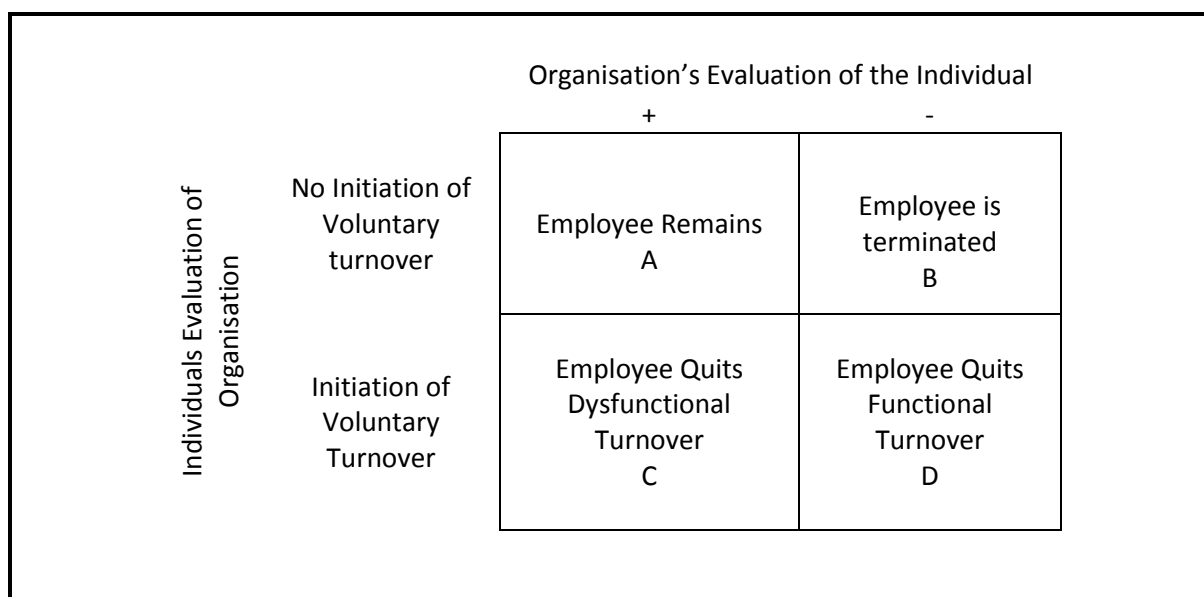 Organisation's Evaluation of the Individual
+ -
Individuals Evaluation of
Organisation
No Initiation of
Voluntary
turnover
Employee Remains
A
Employee is
terminated
B
Initiation of
Voluntary
Turnover
Employee Quits
Dysfunctional
Turnover
C
Employee Quits
Functional
Turnover
D